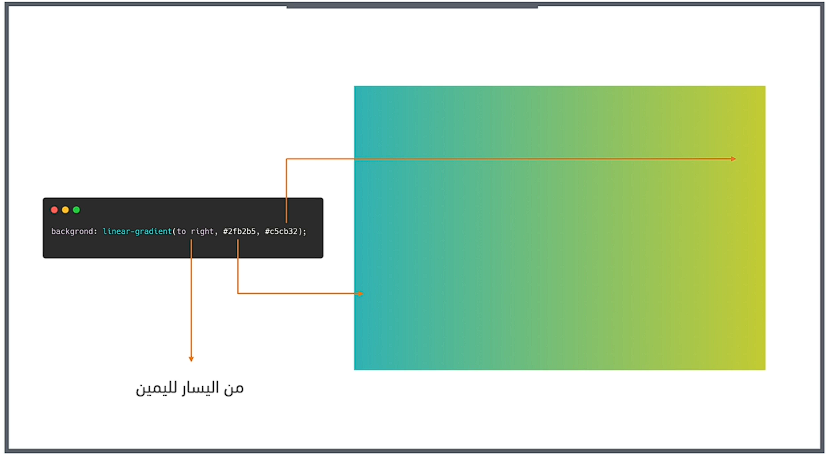 backgrond: linear-gradient(to right, #2fb2b5, #c5cb32);
من اليسار لليمين